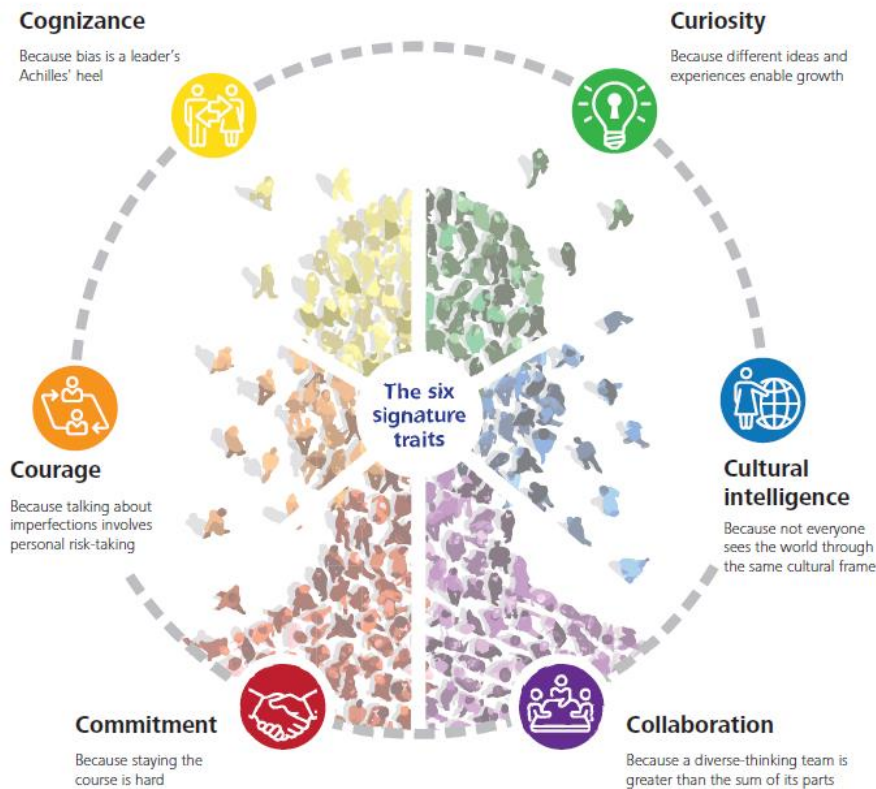 Cognizance
Because bias is a leader's
Achilles' heel
Curiosity
Because different ideas and
experiences enable growth
The six
signature
traits
Courage
Because talking about
imperfections involves
personal risk-taking
Cultural
intelligence
Because not everyone
sees the world through
the same cultural frame
Commitment
Because staying the
course is hard
Collaboration
Because a diverse-thinking team is
greater than the sum of its parts